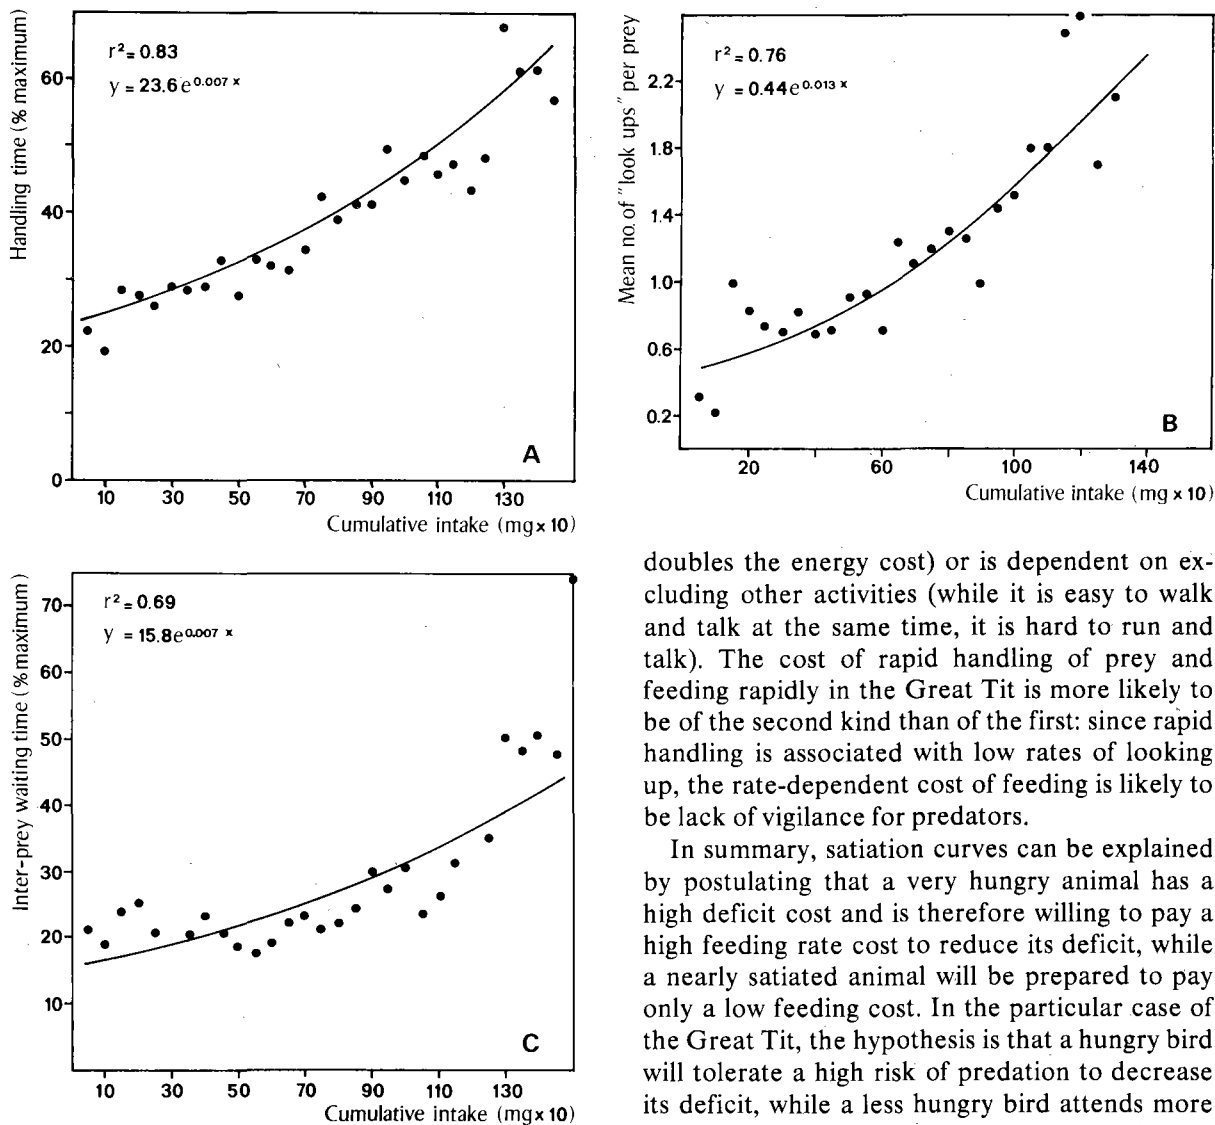 Handling time (% maximum)
r² = 0.83
y = 23.6e^0.007 x
60
40
20
0
A
10 30 50 70 90 110 130
Cumulative intake (mg x 10)
Mean no. of "look ups" per prey
r² = 0.76
y = 0.44e^0.013 x
2.2
1.8
1.4
1.0
0.6
0.2
B
20 60 100 140
Cumulative intake (mg x 10)
Inter-prey waiting time (% maximum)
r² = 0.69
y = 15.8e^0.007 x
70
60
50
40
30
20
10
C
10 30 50 70 90 110 130
Cumulative intake (mg x 10)
doubles the energy cost) or is dependent on ex-
cluding other activities (while it is easy to walk
and talk at the same time, it is hard to run and
talk). The cost of rapid handling of prey and
feeding rapidly in the Great Tit is more likely to
be of the second kind than of the first: since rapid
handling is associated with low rates of looking
up, the rate-dependent cost of feeding is likely to
be lack of vigilance for predators.
In summary, satiation curves can be explained
by postulating that a very hungry animal has a
high deficit cost and is therefore willing to pay a
high feeding rate cost to reduce its deficit, while
a nearly satiated animal will be prepared to pay
only a low feeding cost. In the particular case of
the Great Tit, the hypothesis is that a hungry bird
will tolerate a high risk of predation to decrease
its deficit, while a less hungry bird attends more